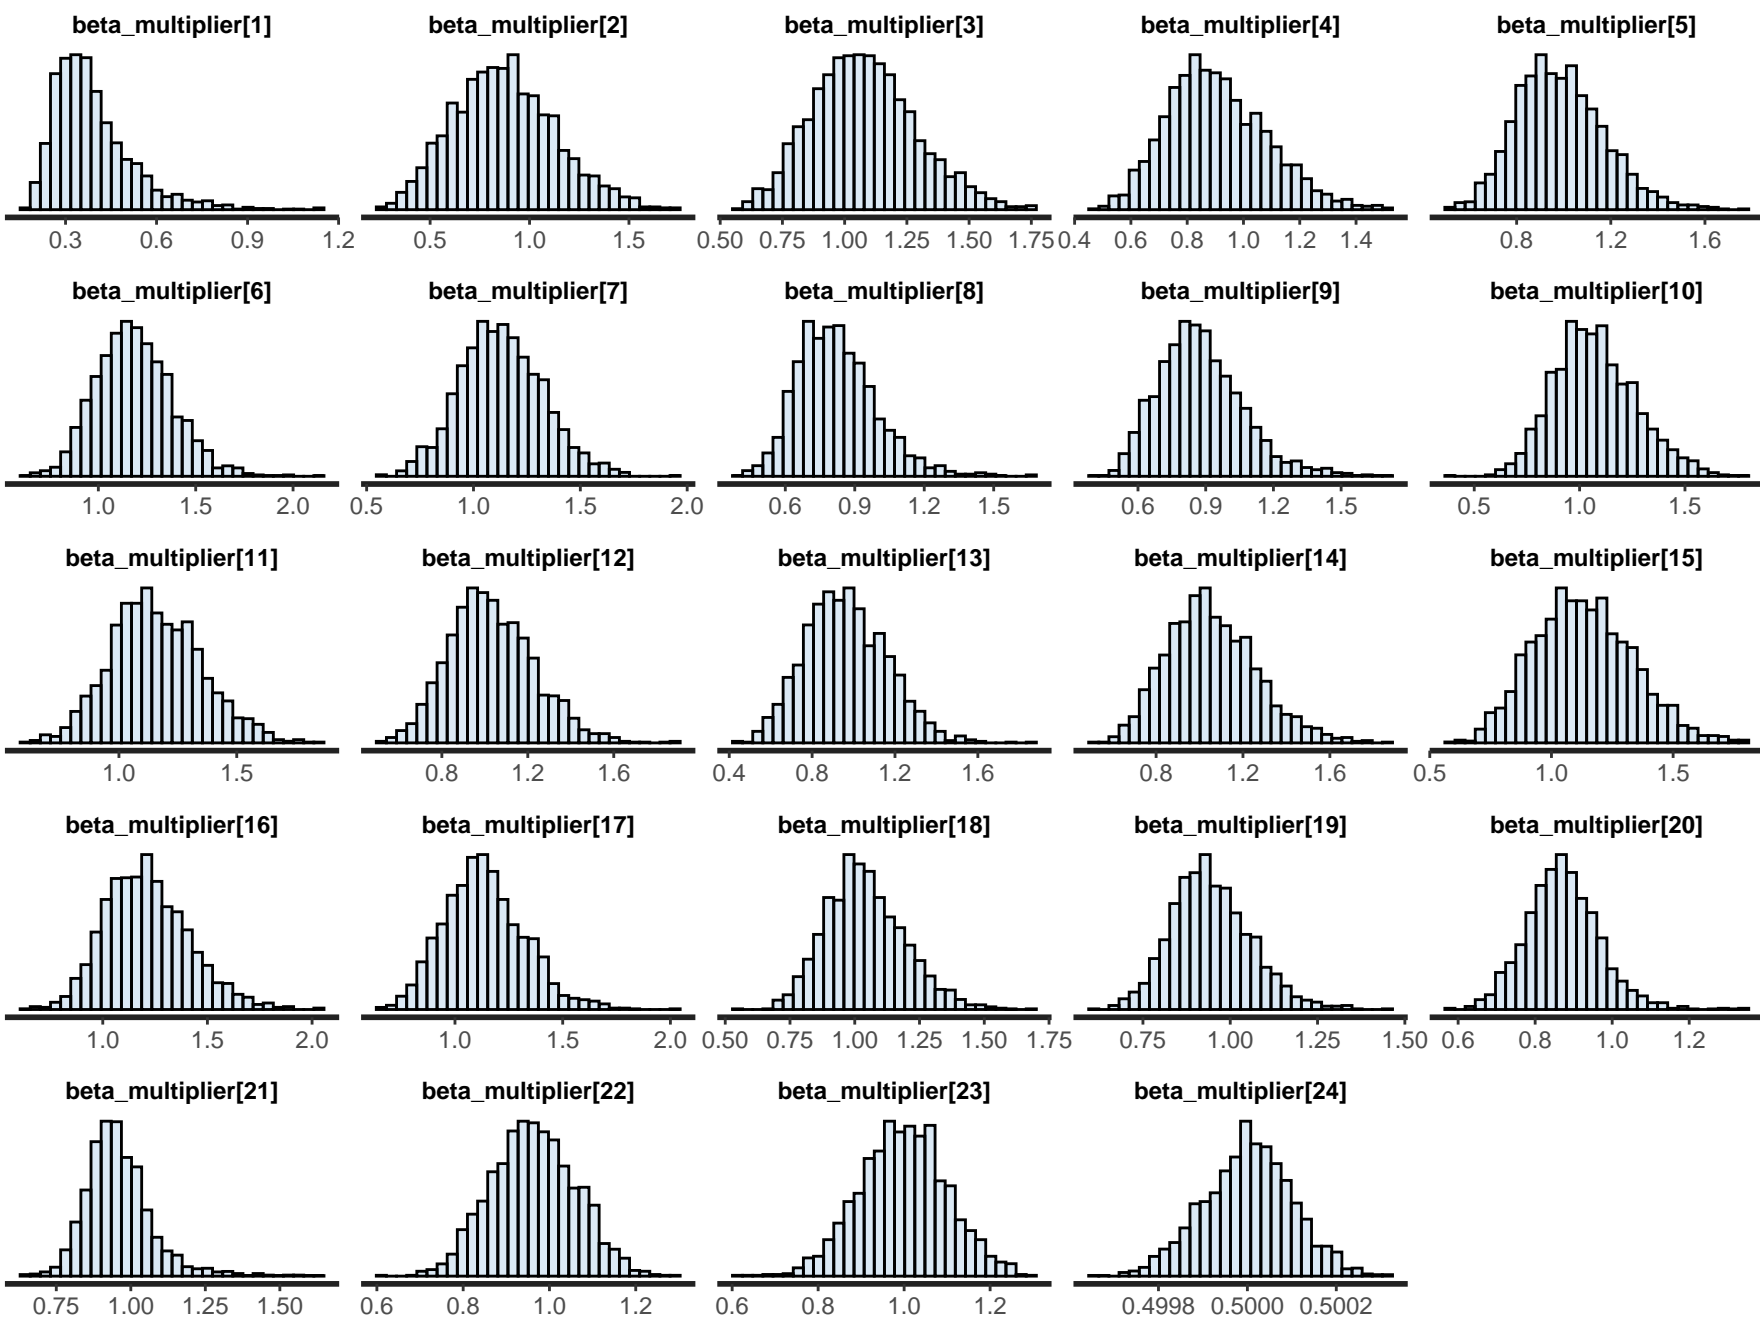 beta_multiplier[1] beta_multiplier[2] beta_multiplier[3] beta_multiplier[4] beta_multiplier[5]
0.3 0.6 0.9 1.2 0.5 1.0 1.5 0.50 0.75 1.00 1.25 1.50 1.75 0.4 0.6 0.8 1.0 1.2 1.4 0.8 1.2 1.6
beta_multiplier[6] beta_multiplier[7] beta_multiplier[8] beta_multiplier[9] beta_multiplier[10]
1.0 1.5 2.0 0.5 1.0 1.5 2.0 0.6 0.9 1.2 1.5 0.6 0.9 1.2 1.5 0.5 1.0 1.5
beta_multiplier[11] beta_multiplier[12] beta_multiplier[13] beta_multiplier[14] beta_multiplier[15]
1.0 1.5 0.8 1.2 1.6 0.4 0.8 1.2 1.6 0.8 1.2 1.6 0.5 1.0 1.5
beta_multiplier[16] beta_multiplier[17] beta_multiplier[18] beta_multiplier[19] beta_multiplier[20]
1.0 1.5 2.0 1.0 1.5 2.0 0.50 0.75 1.00 1.25 1.50 1.75 0.75 1.00 1.25 1.50 0.6 0.8 1.0 1.2
beta_multiplier[21] beta_multiplier[22] beta_multiplier[23] beta_multiplier[24]
0.75 1.00 1.25 1.50 0.6 0.8 1.0 1.2 0.6 0.8 1.0 1.2 0.4998 0.5000 0.5002